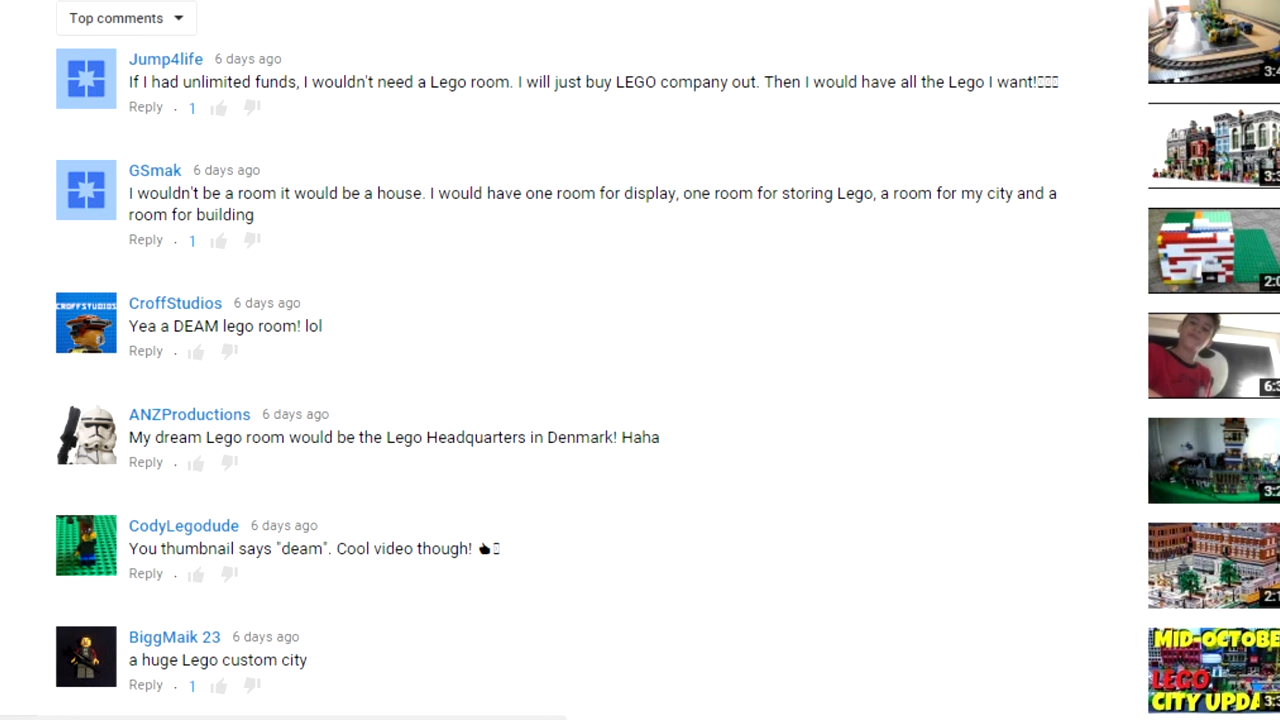 Top comments
Jump4life 6 days ago
If I had unlimited funds, I wouldn't need a Lego room. I will just buy LEGO company out. Then I would have all the Lego I want!
Reply . 1
GSmak 6 days ago
I wouldn't be a room it would be a house. I would have one room for display, one room for storing Lego, a room for my city and a
room for building
Reply . 1
CROFFSTUDIOS
CroffStudios 6 days ago
Yea a DEAM lego room! lol
Reply .
ANZProductions 6 days ago
My dream Lego room would be the Lego Headquarters in Denmark! Haha
Reply .
CodyLegodude 6 days ago
You thumbnail says "deam". Cool video though!
Reply .
BiggMaik 23 6 days ago
a huge Lego custom city
Reply . 1
MID-OCTOBE
LEGO
CITY UPDA